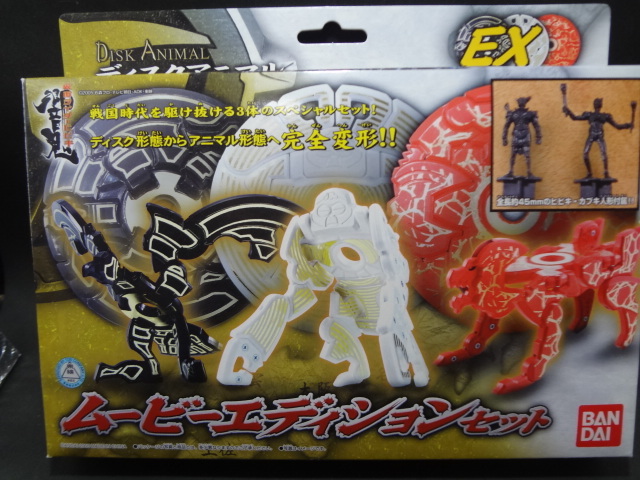 DISK ANIMAL
ディスクアニマル
EX
戦国時代を駆け抜ける3体のスペシャルセット!
ディスク形態からアニマル形態へ完全変形!!
全長約45mmのヒビキ・カブキ人形付属!!
ムービーエディションセット
BAN
DAI